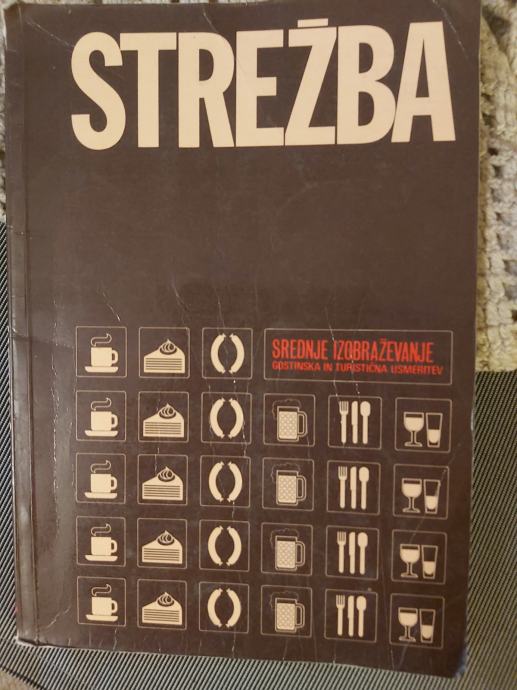 STREŽBA
SREDNJE IZOBRAŽEVANJE
GOSTINSKA IN TURISTIČNA USMERITEV